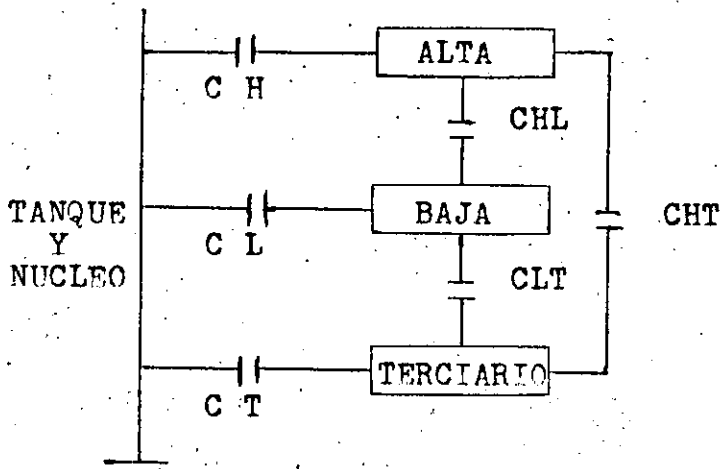 ALTA
C H
CHL
TANQUE
Y
NUCLEO
BAJA
CHT
C L
CLT
TERCIARIO
C T